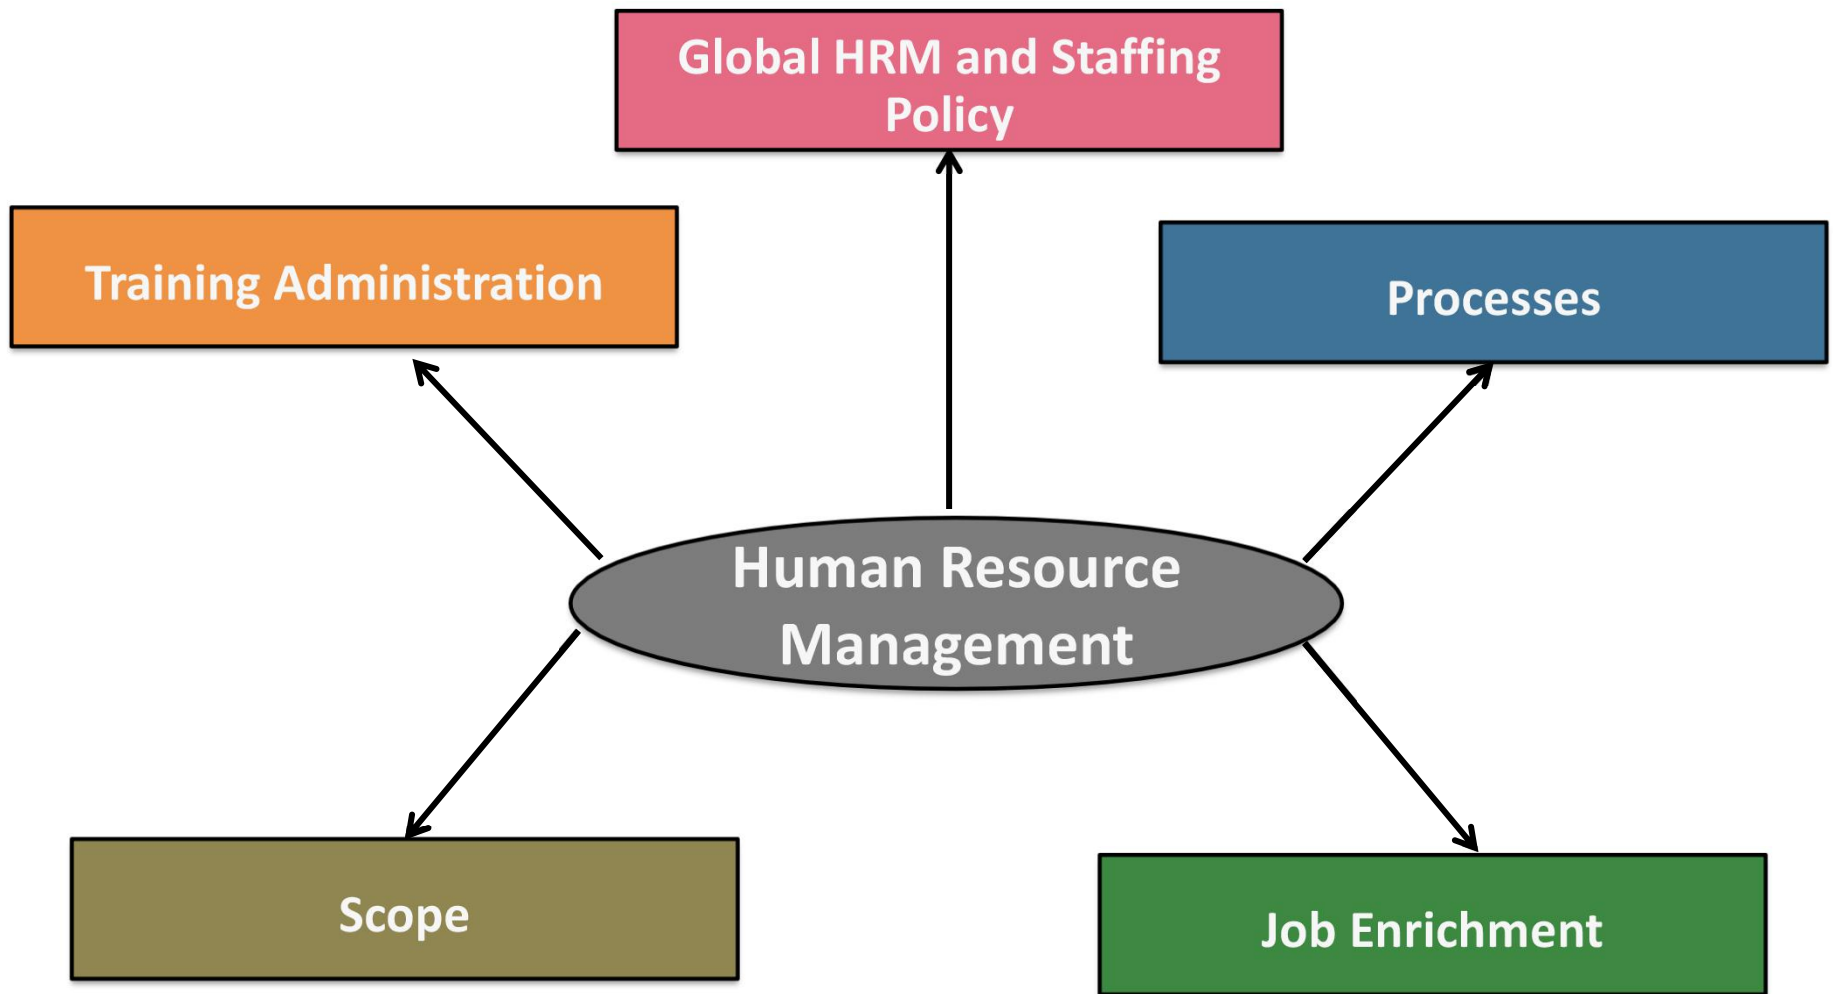 Global HRM and Staffing
Policy
Training Administration
Processes
Human Resource
Management
Scope
Job Enrichment